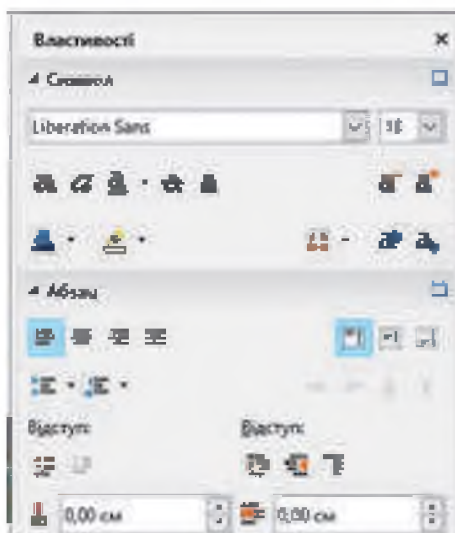 Властивості
Символ
Liberation Sans 18
Абзац
Відступ: Відступ:
0,00 см 0,00 см